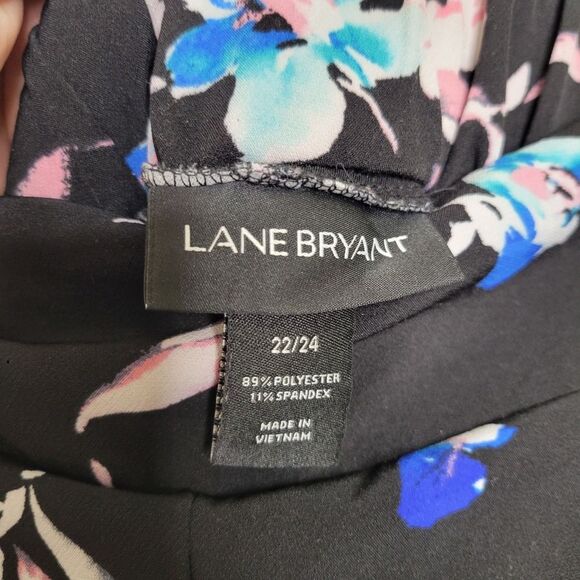 LANE BRYANT
22/24
89% POLYESTER
11% SPANDEX
MADE IN
VIETNAM